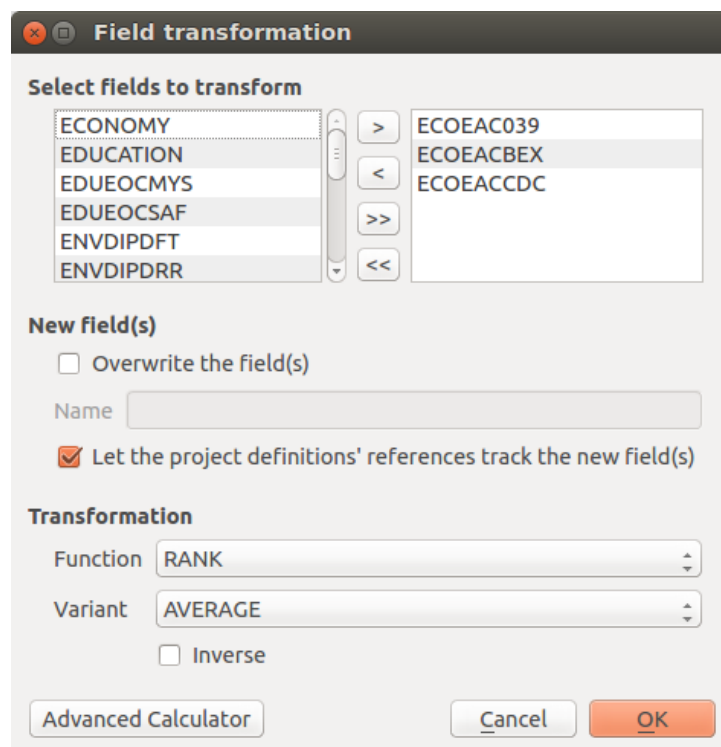 Field transformation
Select fields to transform
ECONOMY
EDUCATION
EDUEOCMYS
EDUEOCSAF
ENVDIPDFT
ENVDIPDRR
>
<
>>
<<
ECOEAC039
ECOEACBEX
ECOEACCDC
New field(s)
Overwrite the field(s)
Name
Let the project definitions' references track the new field(s)
Transformation
Function RANK
Variant AVERAGE
Inverse
Advanced Calculator Cancel OK